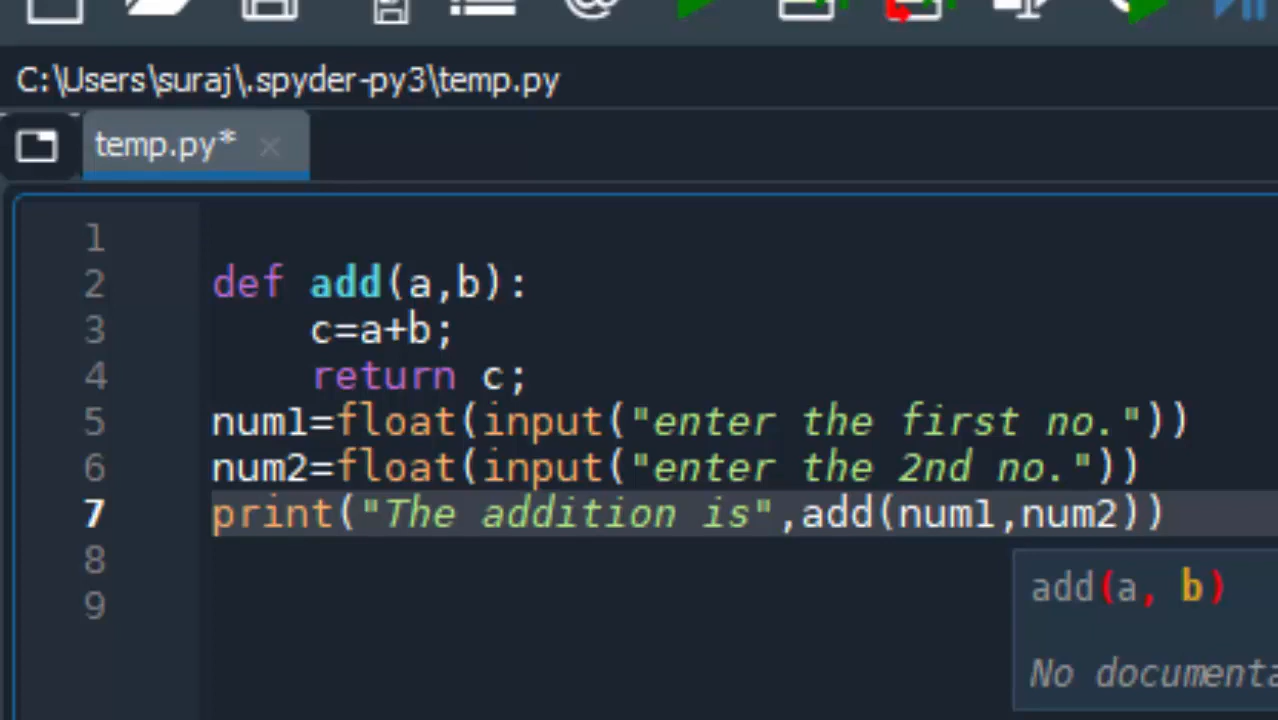 C:\Users\suraj\.spyder-py3\temp.py
temp.py*
1
2 def add(a,b):
3     c=a+b;
4     return c;
5 num1=float(input("enter the first no."))
6 num2=float(input("enter the 2nd no."))
7 print("The addition is",add(num1,num2))
8
9
add(a, b)
No documenta